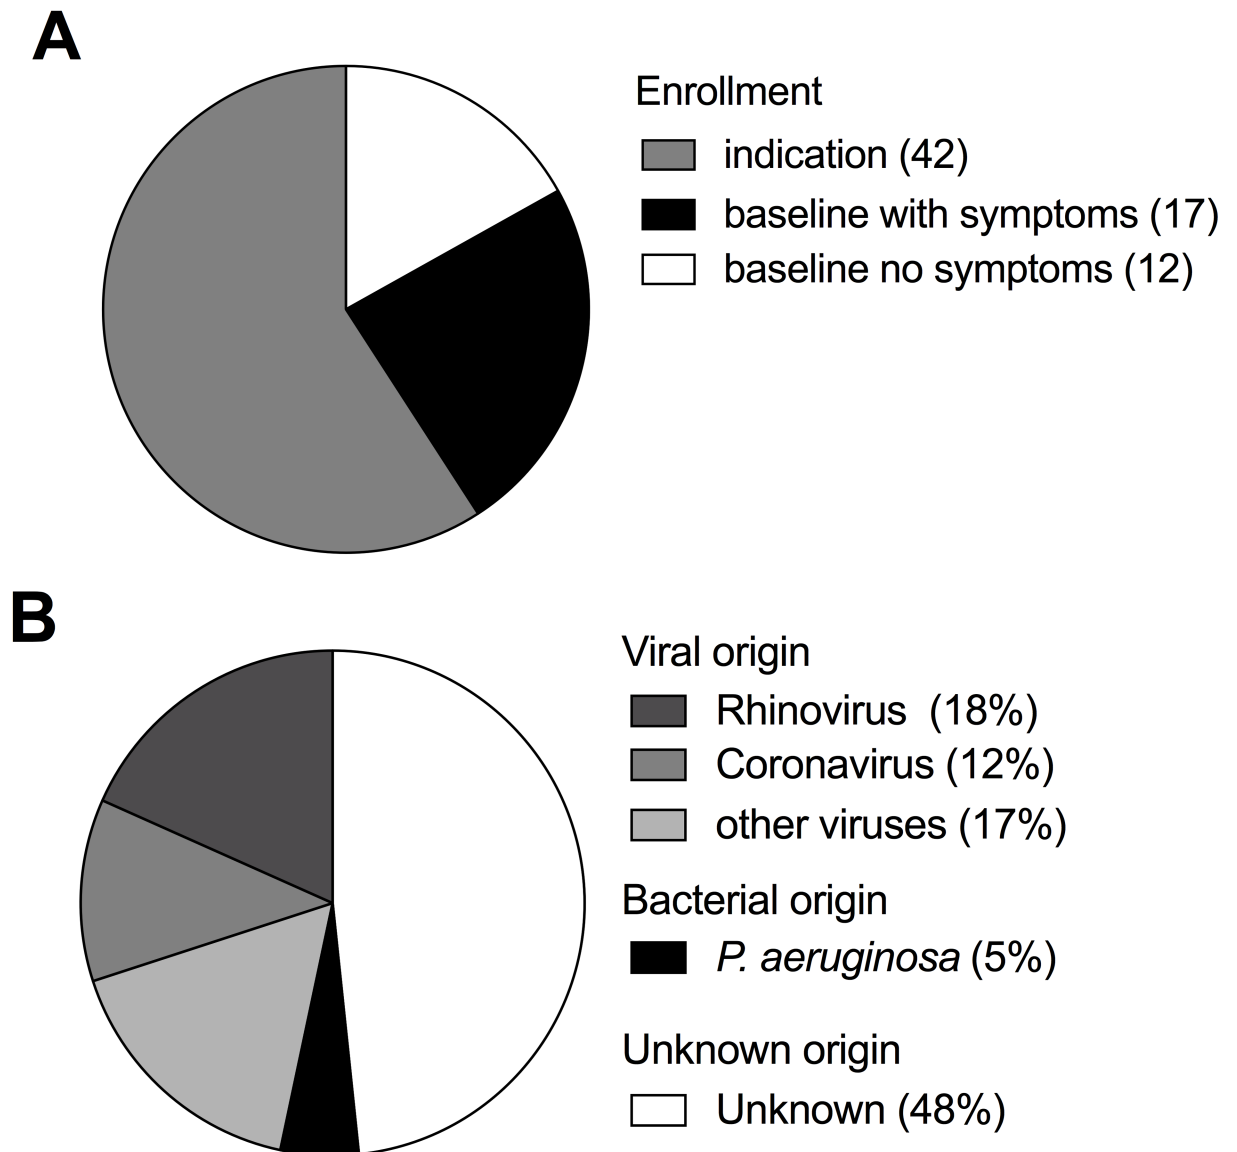 A
Enrollment
indication (42)
baseline with symptoms (17)
baseline no symptoms (12)
B
Viral origin
Rhinovirus (18%)
Coronavirus (12%)
other viruses (17%)
Bacterial origin
P. aeruginosa (5%)
Unknown origin
Unknown (48%)